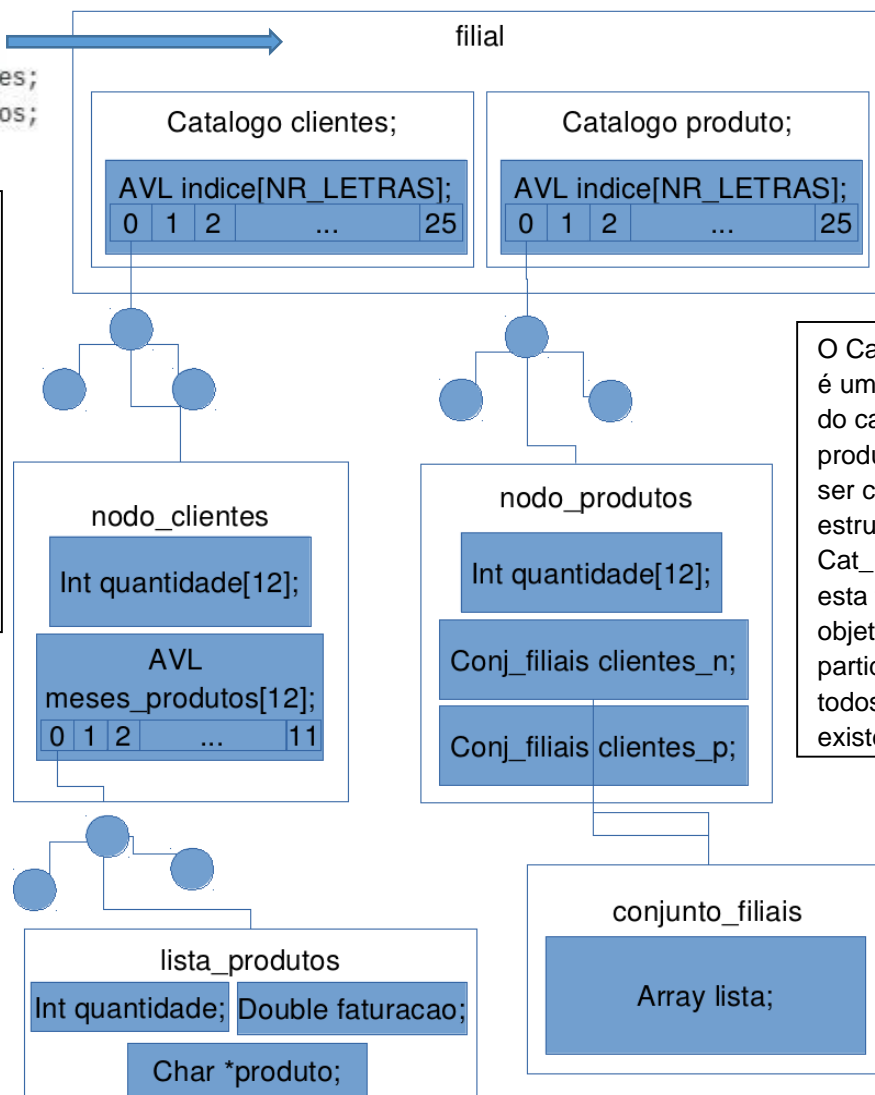 filial
es;
os;
Catalogo clientes;
AVL indice[NR_LETRAS];
0 1 2 ... 25
Catalogo produto;
AVL indice[NR_LETRAS];
0 1 2 ... 25
O Ca
é um
do ca
produ
ser c
estru
Cat_
esta
objet
partic
todos
existe
nodo_clientes
Int quantidade[12];
AVL
meses_produtos[12];
0 1 2 ... 11
nodo_produtos
Int quantidade[12];
Conj_filiais clientes_n;
Conj_filiais clientes_p;
lista_produtos
Int quantidade;
Double faturacao;
Char *produto;
conjunto_filiais
Array lista;